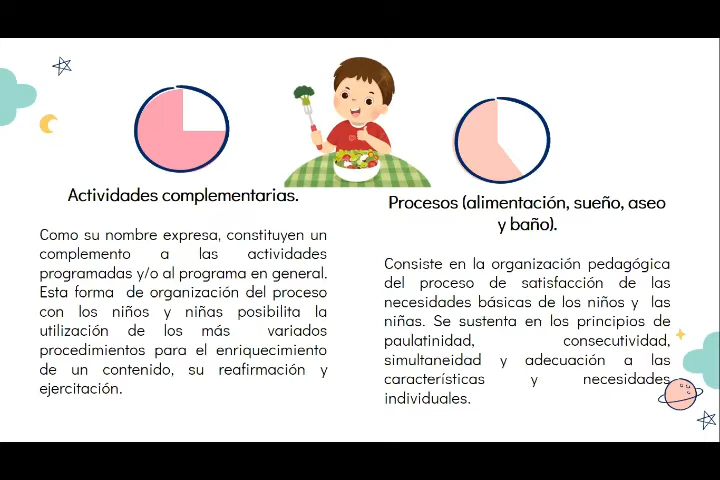 Actividades complementarias.
Como su nombre expresa, constituyen un
complemento a las actividades
programadas y/o al programa en general.
Esta forma de organización del proceso
con los niños y niñas posibilita la
utilización de los más variados
procedimientos para el enriquecimiento
de un contenido, su reafirmación y
ejercitación.
Procesos (alimentación, sueño, aseo
y baño).
Consiste en la organización pedagógica
del proceso de satisfacción de las
necesidades básicas de los niños y las
niñas. Se sustenta en los principios de
paulatinidad, consecutividad,
simultaneidad y adecuación a las
características y necesidades
individuales.